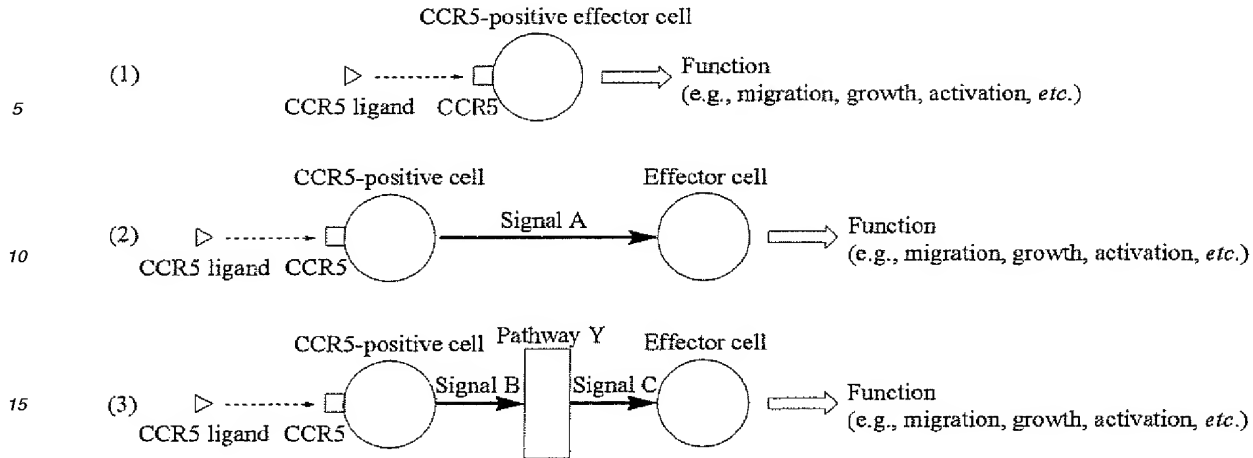 CCR5-positive effector cell
(1)
Function
(e.g., migration, growth, activation, etc.)
CCR5 ligand
CCR5
5
CCR5-positive cell
Effector cell
(2)
Signal A
Function
(e.g., migration, growth, activation, etc.)
CCR5 ligand
CCR5
10
CCR5-positive cell
Pathway Y
Effector cell
(3)
Signal B
Signal C
Function
(e.g., migration, growth, activation, etc.)
CCR5 ligand
CCR5
15